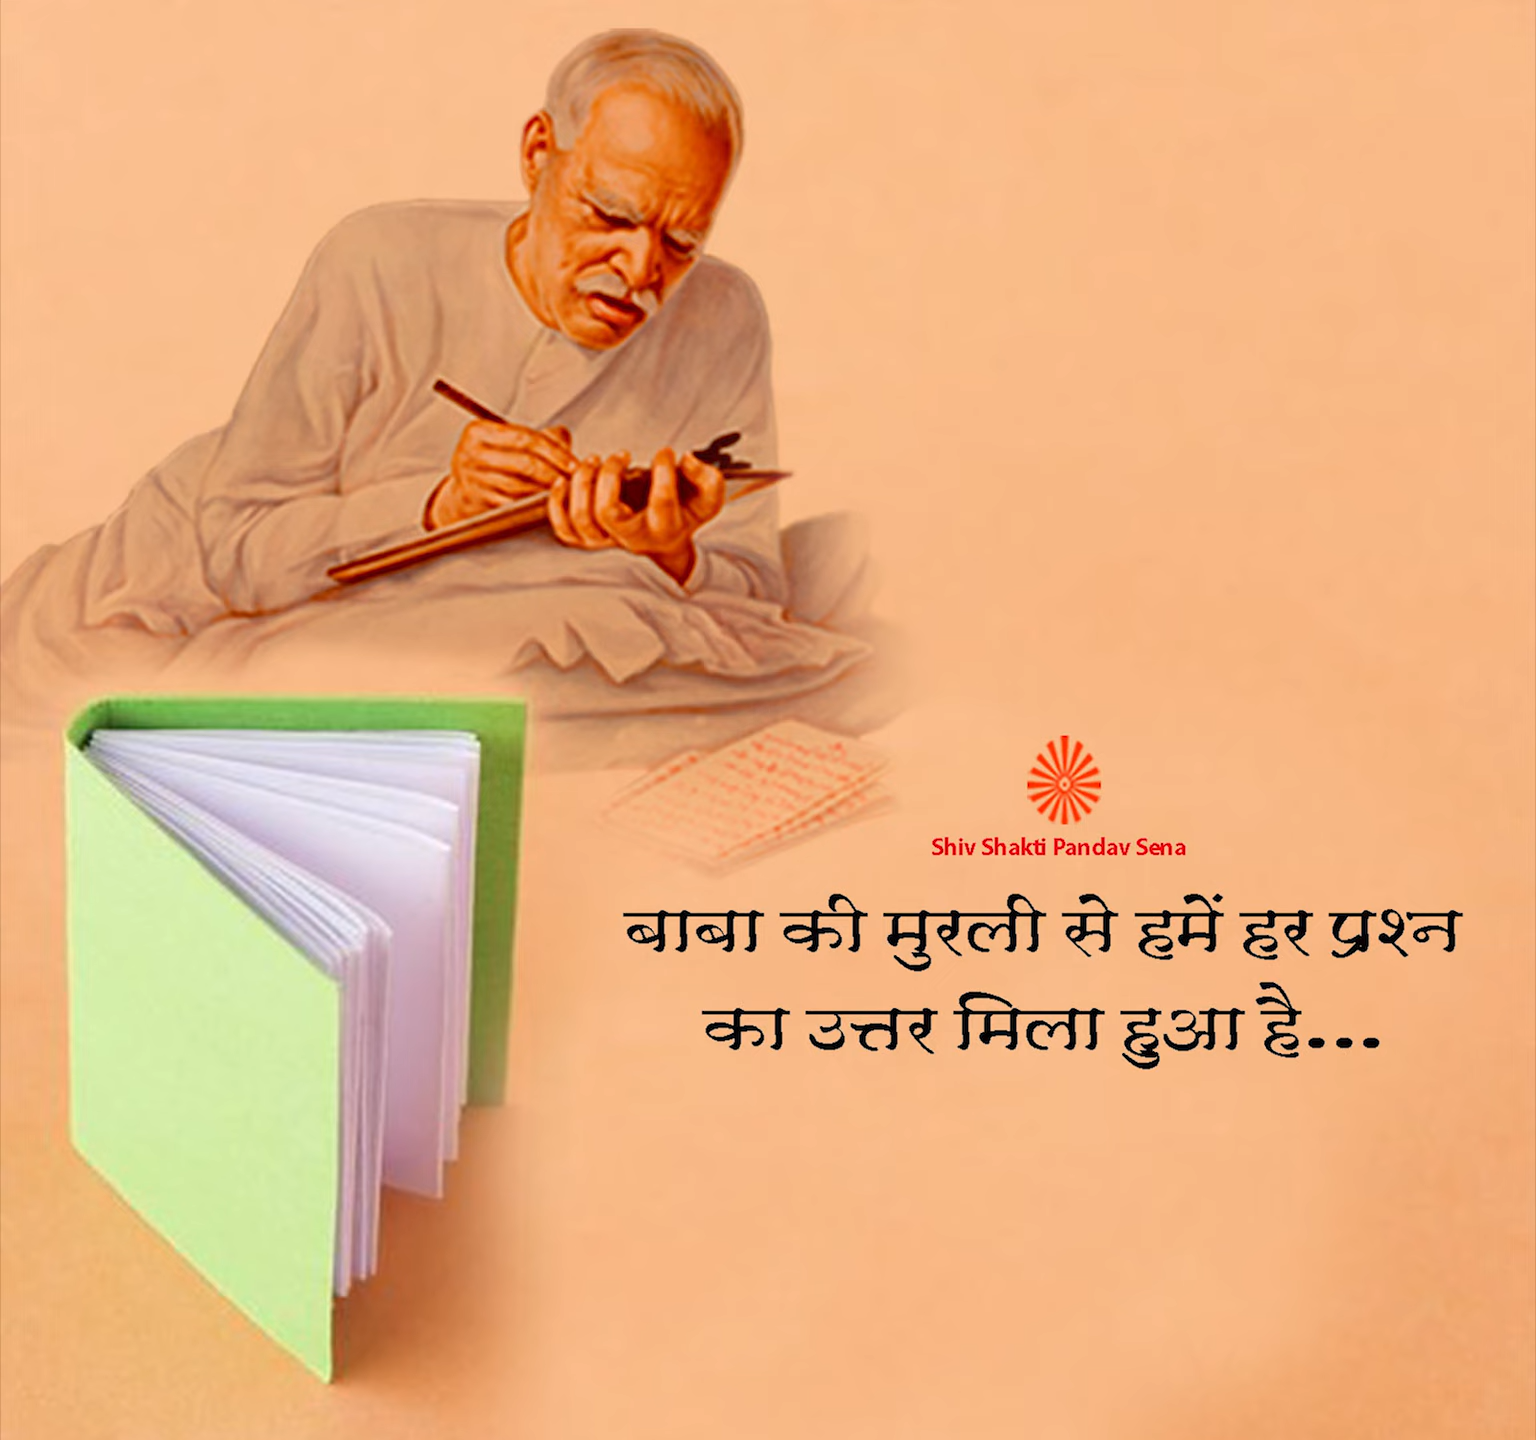 Shiv Shakti Pandav Sena
बाबा की मुरली से हमें हर प्रश्न
का उत्तर मिला हुआ है...